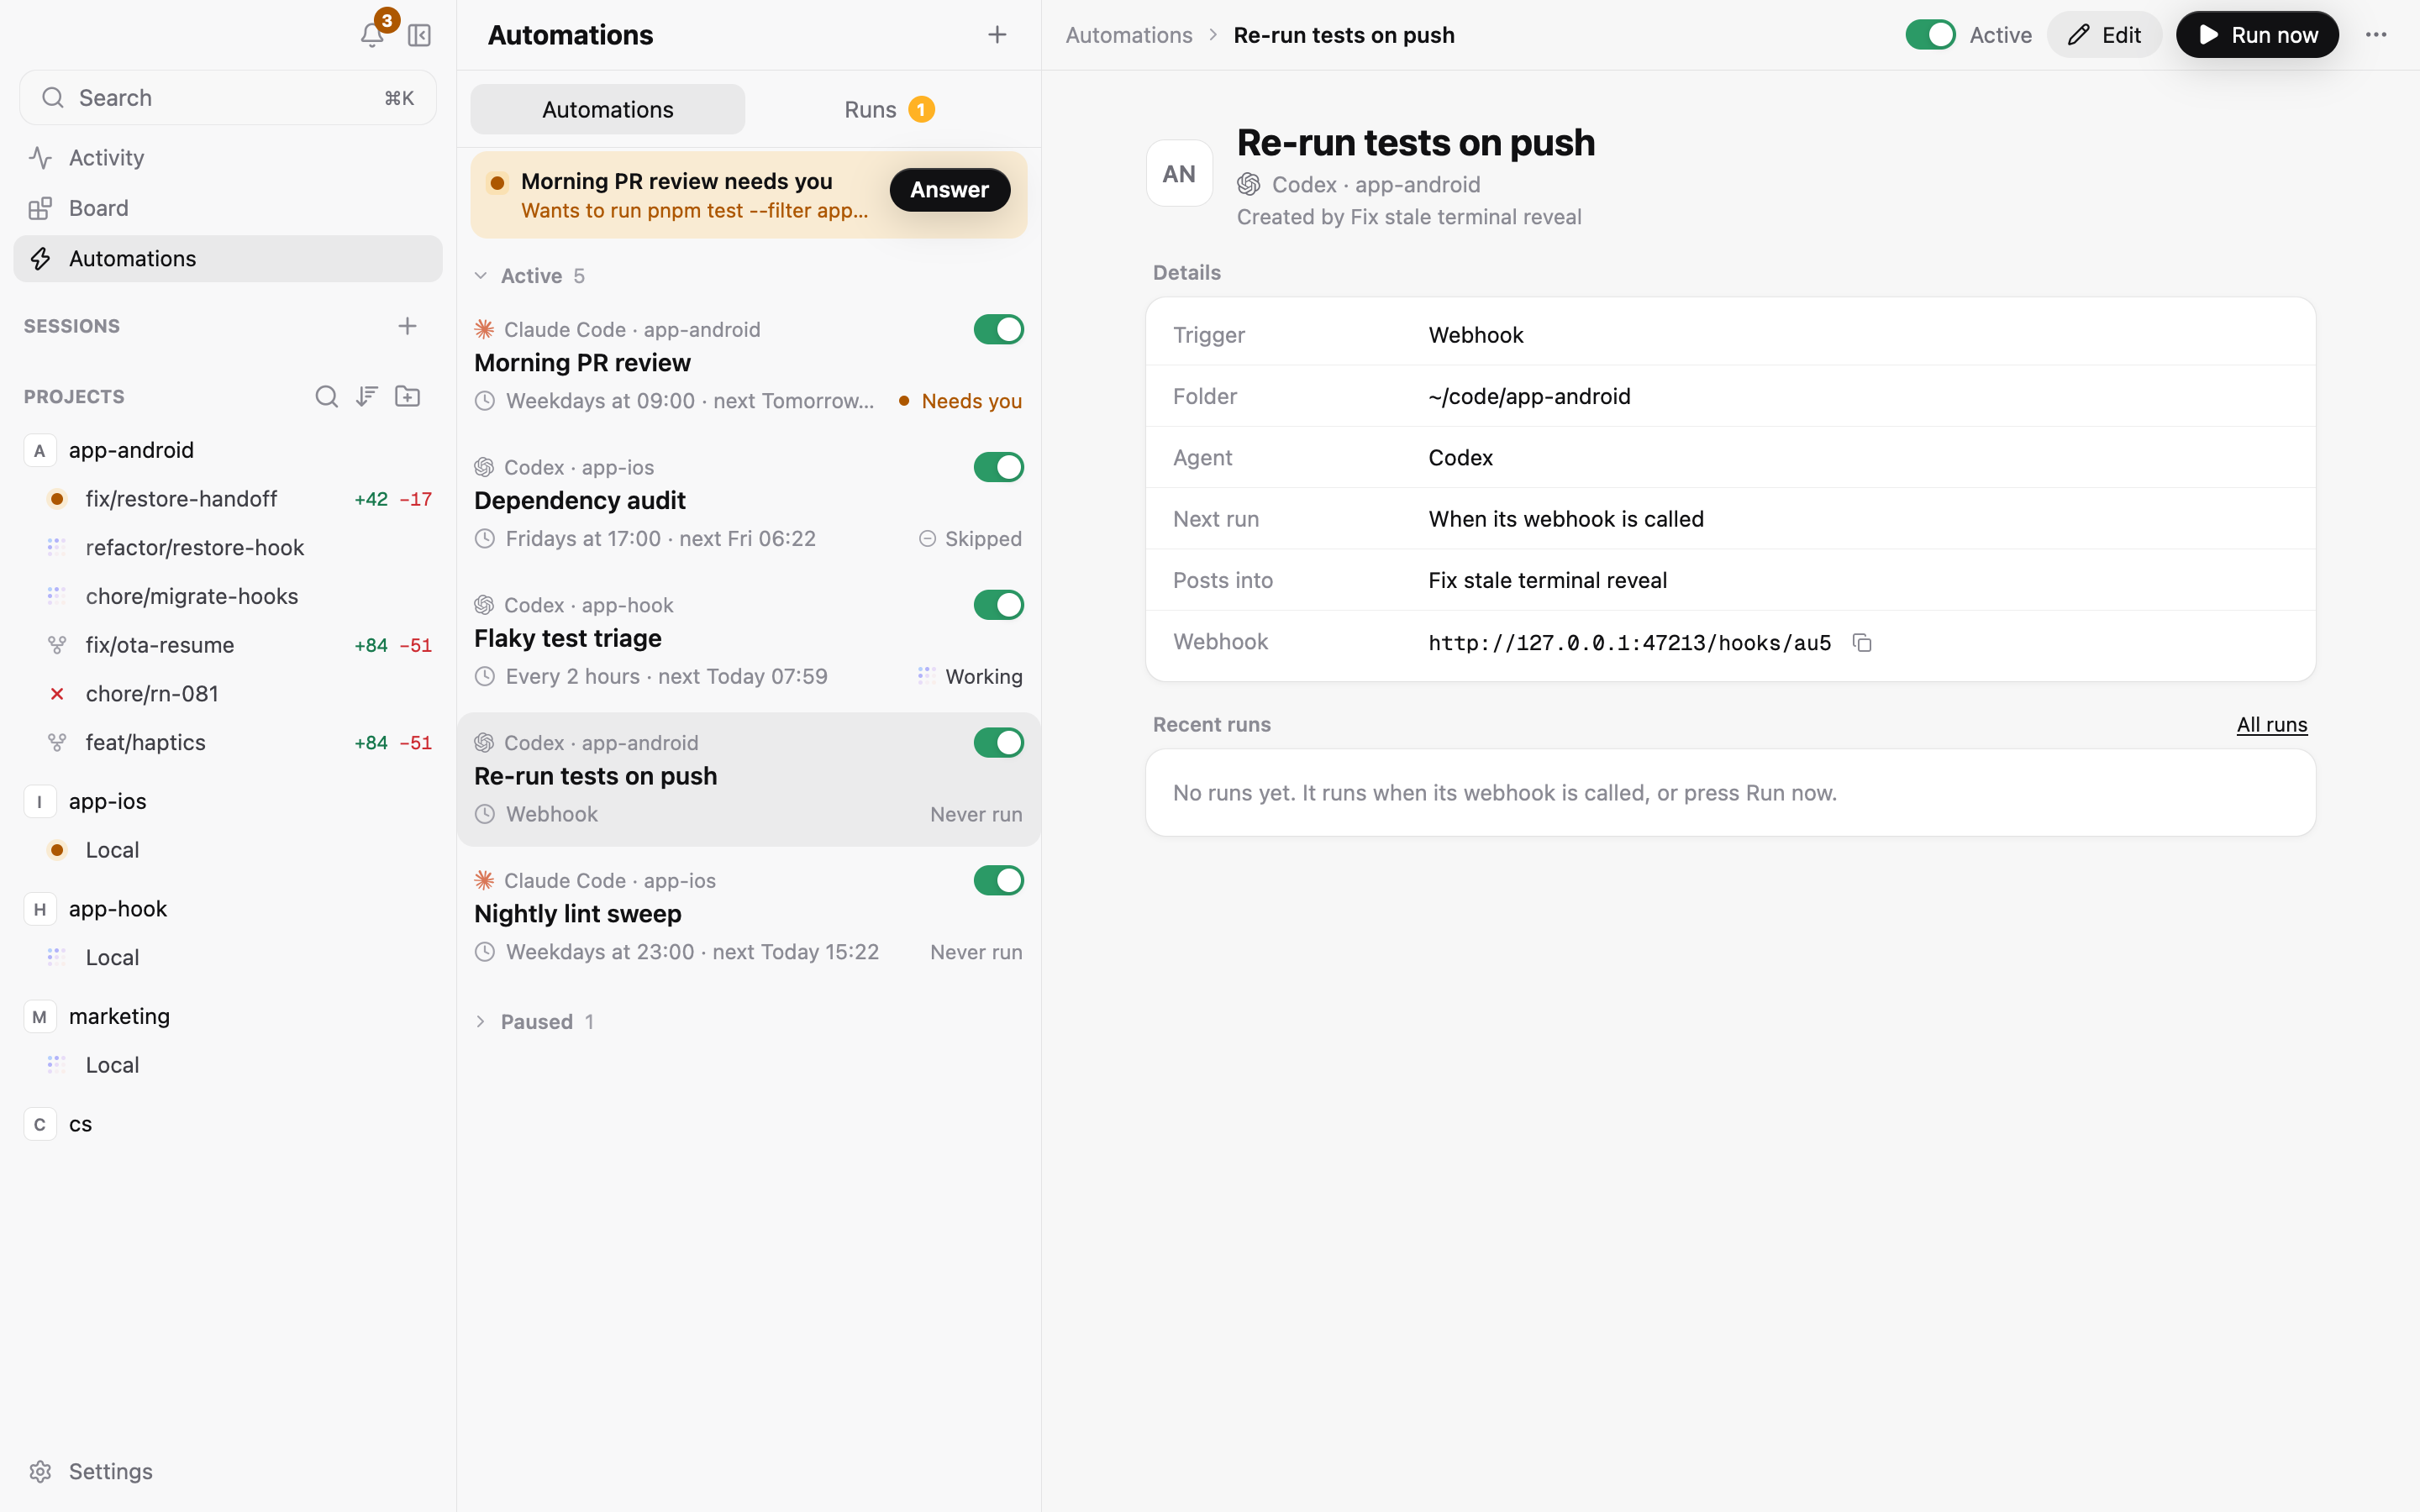 3
Search ⌘K
Activity
Board
Automations
SESSIONS
PROJECTS
A app-android
fix/restore-handoff +42 −17
refactor/restore-hook
chore/migrate-hooks
fix/ota-resume +84 −51
chore/rn-081
feat/haptics +84 −51
I app-ios
Local
H app-hook
Local
M marketing
Local
C cs
Settings
Automations
Automations
Runs 1
Morning PR review needs you
Wants to run pnpm test --filter app...
Answer
Active 5
Claude Code · app-android
Morning PR review
Weekdays at 09:00 · next Tomorrow... Needs you
Codex · app-ios
Dependency audit
Fridays at 17:00 · next Fri 06:22 Skipped
Codex · app-hook
Flaky test triage
Every 2 hours · next Today 07:59 Working
Codex · app-android
Re-run tests on push
Webhook Never run
Claude Code · app-ios
Nightly lint sweep
Weekdays at 23:00 · next Today 15:22 Never run
Paused 1
Automations > Re-run tests on push
Active
Edit
Run now
AN
Re-run tests on push
Codex · app-android
Created by Fix stale terminal reveal
Details
Trigger Webhook
Folder ~/code/app-android
Agent Codex
Next run When its webhook is called
Posts into Fix stale terminal reveal
Webhook http://127.0.0.1:47213/hooks/au5
Recent runs All runs
No runs yet. It runs when its webhook is called, or press Run now.